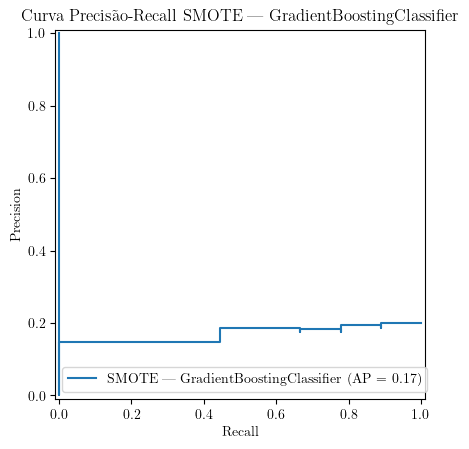 Curva Precisão-Recall SMOTE — GradientBoostingClassifier
1.0
0.8
0.6
0.4
0.2
0.0
Precision
SMOTE — GradientBoostingClassifier (AP = 0.17)
0.0 0.2 0.4 0.6 0.8 1.0
Recall